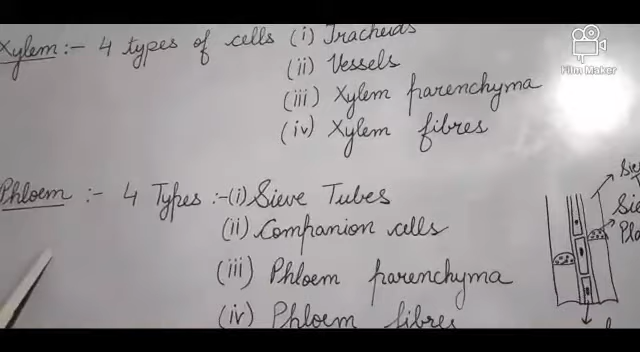 Xylem :- 4 types of cells (i) Tracheids
(ii) Vessels
(iii) Xylem parenchyma
(iv) Xylem fibres
Phloem :- 4 Types :-(i) Sieve Tubes
(ii) Companion cells
(iii) Phloem parenchyma
(iv) Phloem fibres
Film Maker